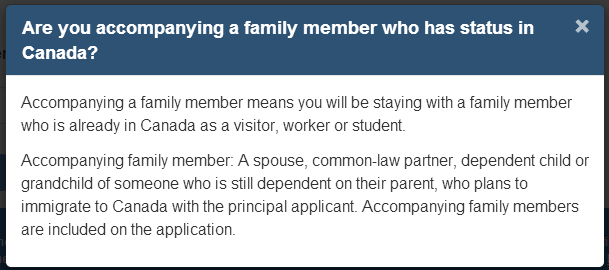 Are you accompanying a family member who has status in
Canada?
Accompanying a family member means you will be staying with a family member
who is already in Canada as a visitor, worker or student.
Accompanying family member: A spouse, common-law partner, dependent child or
grandchild of someone who is still dependent on their parent, who plans to
immigrate to Canada with the principal applicant. Accompanying family members
are included on the application.